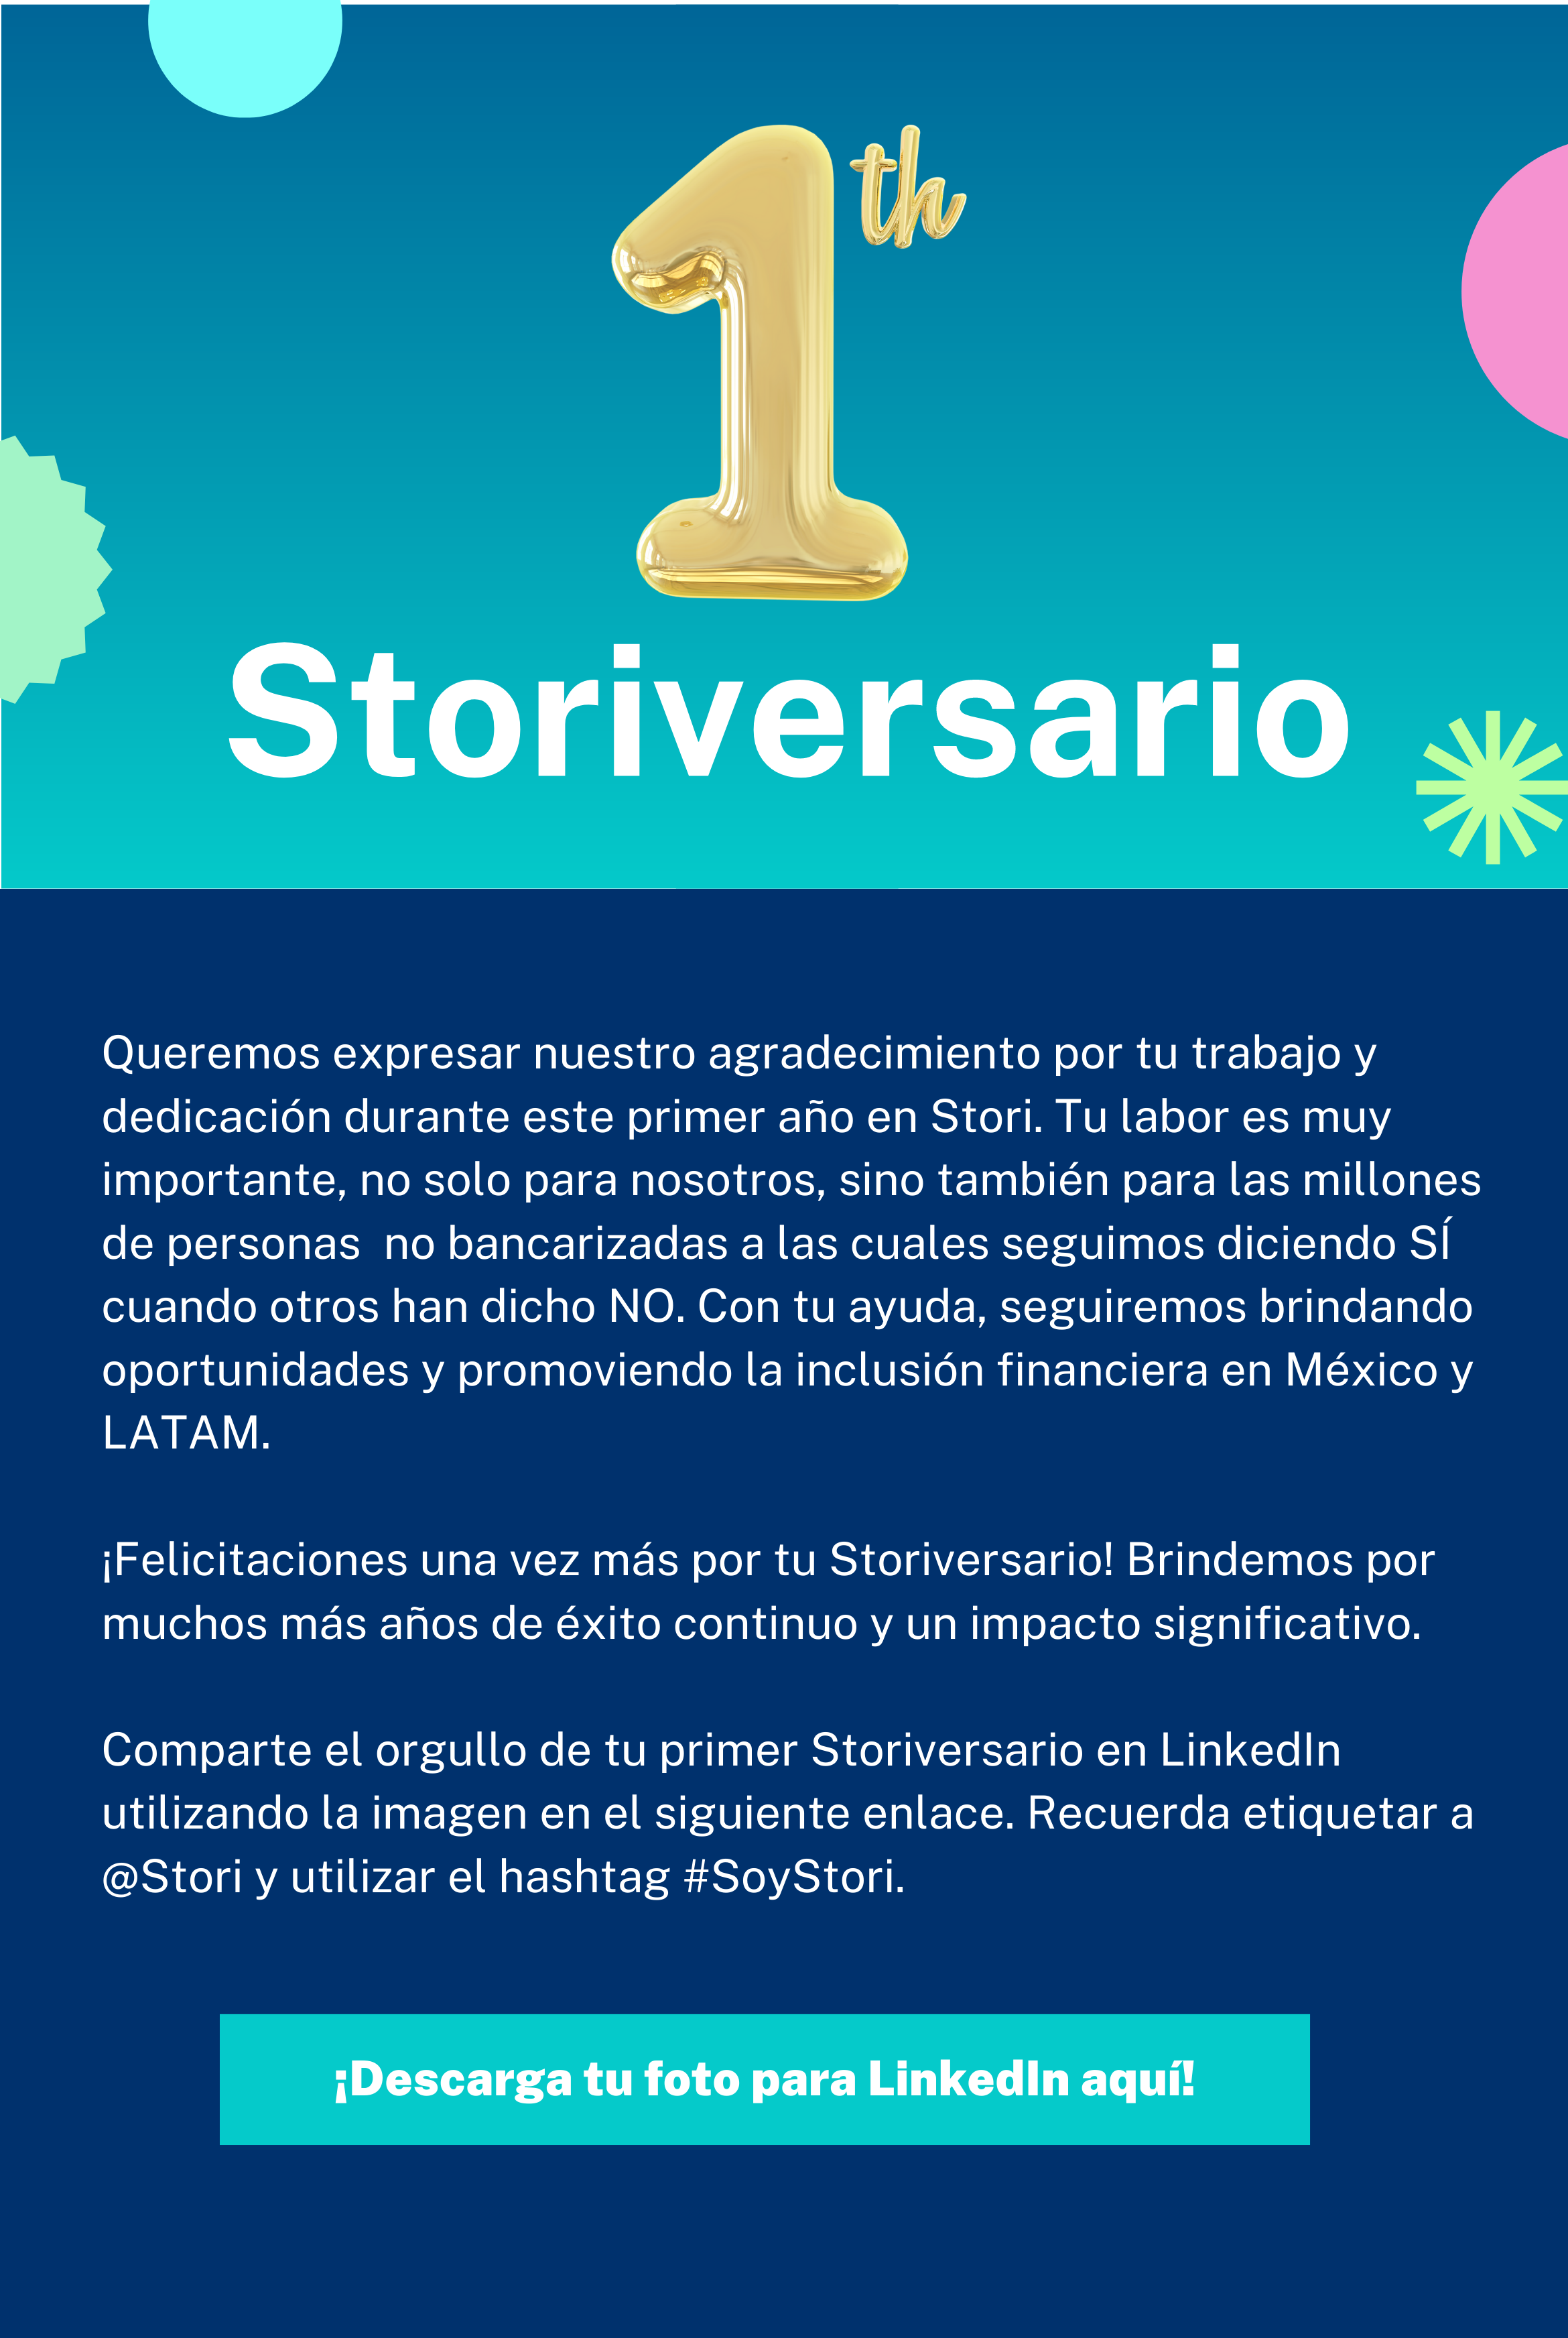 1th
Storiversario
Queremos expresar nuestro agradecimiento por tu trabajo y
dedicación durante este primer año en Stori. Tu labor es muy
importante, no solo para nosotros, sino también para las millones
de personas  no bancarizadas a las cuales seguimos diciendo SÍ
cuando otros han dicho NO. Con tu ayuda, seguiremos brindando
oportunidades y promoviendo la inclusión financiera en México y
LATAM.
¡Felicitaciones una vez más por tu Storiversario! Brindemos por
muchos más años de éxito continuo y un impacto significativo.
Comparte el orgullo de tu primer Storiversario en LinkedIn
utilizando la imagen en el siguiente enlace. Recuerda etiquetar a
@Stori y utilizar el hashtag #SoyStori.
¡Descarga tu foto para LinkedIn aquí!